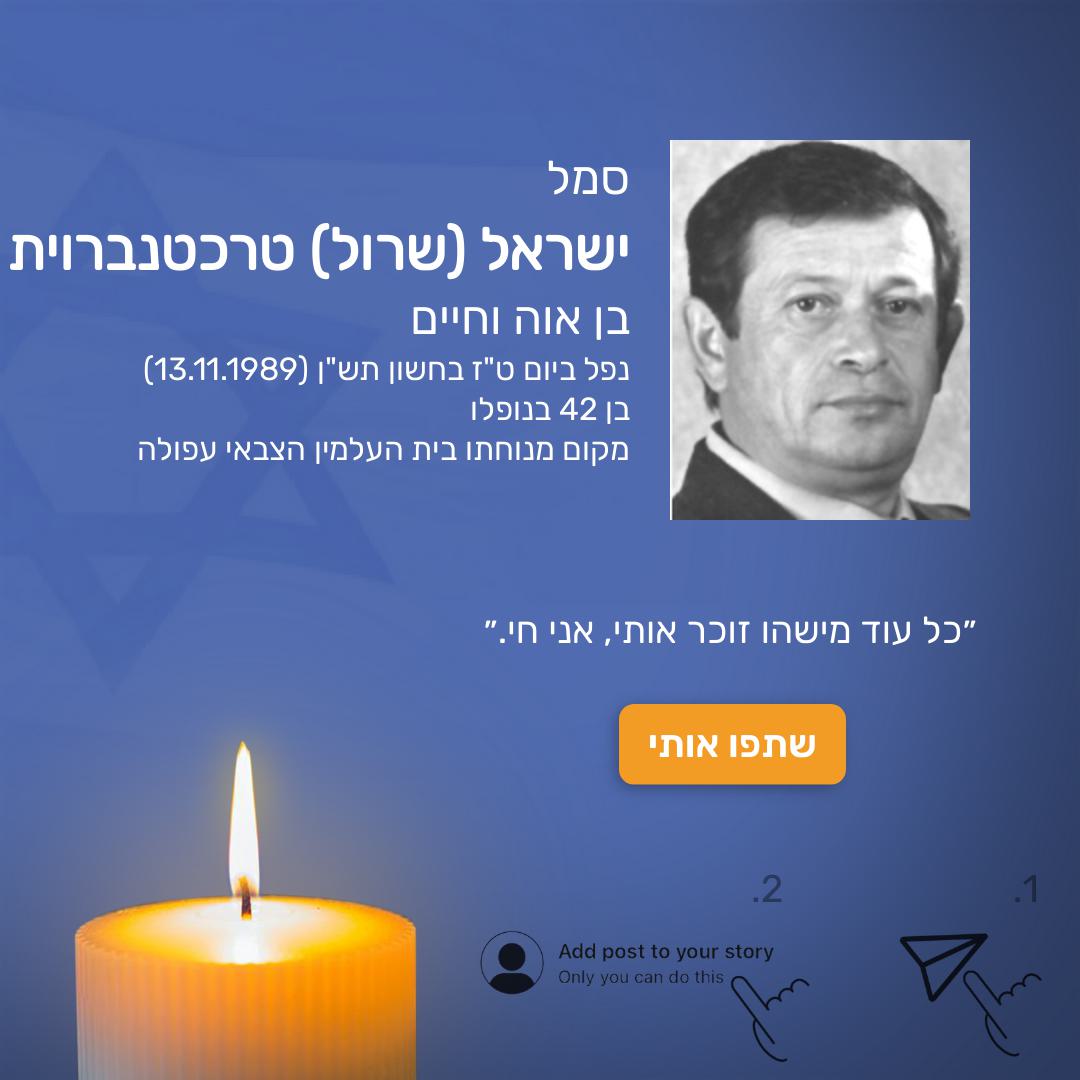 סמל
ישראל (שרול) טרכטנברוית
בן אוה וחיים
נפל ביום ט"ז בחשון תש"ן (13.11.1989)
בן 42 בנופלו
מקום מנוחתו בית העלמין הצבאי עפולה
״כל עוד מישהו זוכר אותי, אני חי.״
שתפו אותי
.1
.2
Add post to your story
Only you can do this